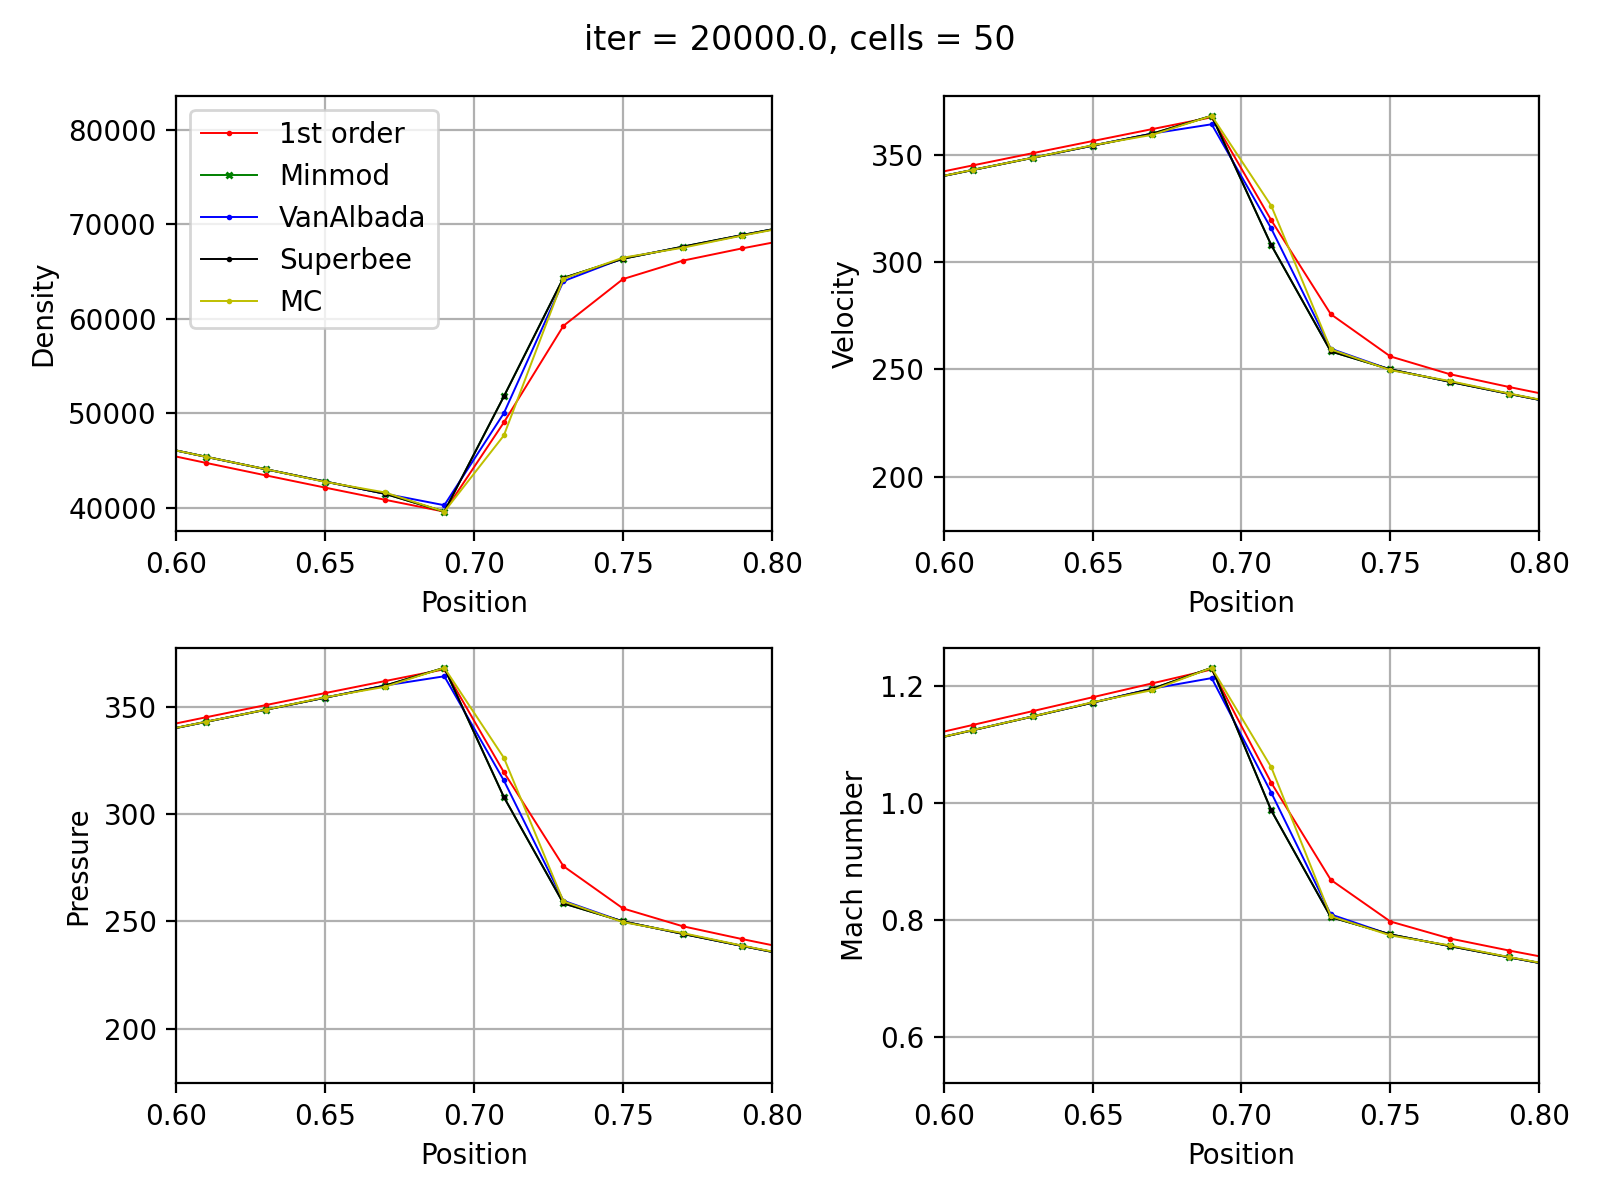 iter = 20000.0, cells = 50
80000
70000
60000
50000
40000
Density
1st order
Minmod
VanAlbada
Superbee
MC
0.60 0.65 0.70 0.75 0.80
Position
350
300
250
200
Velocity
0.60 0.65 0.70 0.75 0.80
Position
350
300
250
200
Pressure
0.60 0.65 0.70 0.75 0.80
Position
1.2
1.0
0.8
0.6
Mach number
0.60 0.65 0.70 0.75 0.80
Position